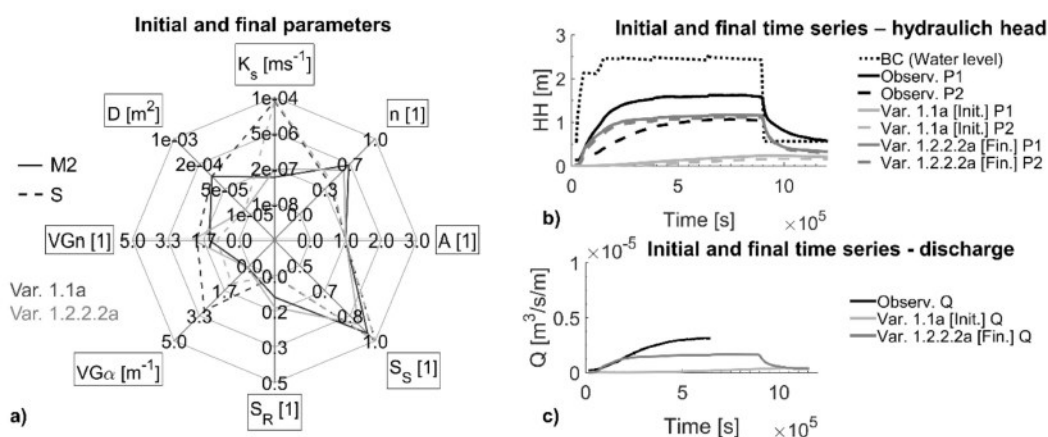 Initial and final parameters
K_s [ms⁻¹]
1e-04
D [m²]
n [1]
1e-03
1.0
5e-06
2e-04
0.7
M2
2e-07
5e-05
0.3
S
1e-08
1e-05
0.0
VGn [1]
5.0
3.3
1.7
0.0
0.0
1.0
2.0
3.0
A [1]
0.0
0.5
0.0
Var. 1.1a
1.7
0.7
Var. 1.2.2.2a
0.2
3.3
0.8
5.0
0.3
1.0
VGα [m⁻¹]
S_S [1]
0.5
S_R [1]
a)
Initial and final time series – hydraulich head
3
2
1
0
HH [m]
BC (Water level)
Observ. P1
Observ. P2
Var. 1.1a [Init.] P1
Var. 1.1a [Init.] P2
Var. 1.2.2.2a [Fin.] P1
Var. 1.2.2.2a [Fin.] P2
0
5
10
b)
Time [s]
×10⁵
Initial and final time series - discharge
×10⁻⁵
1
0.5
0
Q [m³/s/m]
Observ. Q
Var. 1.1a [Init.] Q
Var. 1.2.2.2a [Fin.] Q
0
5
10
c)
Time [s]
×10⁵